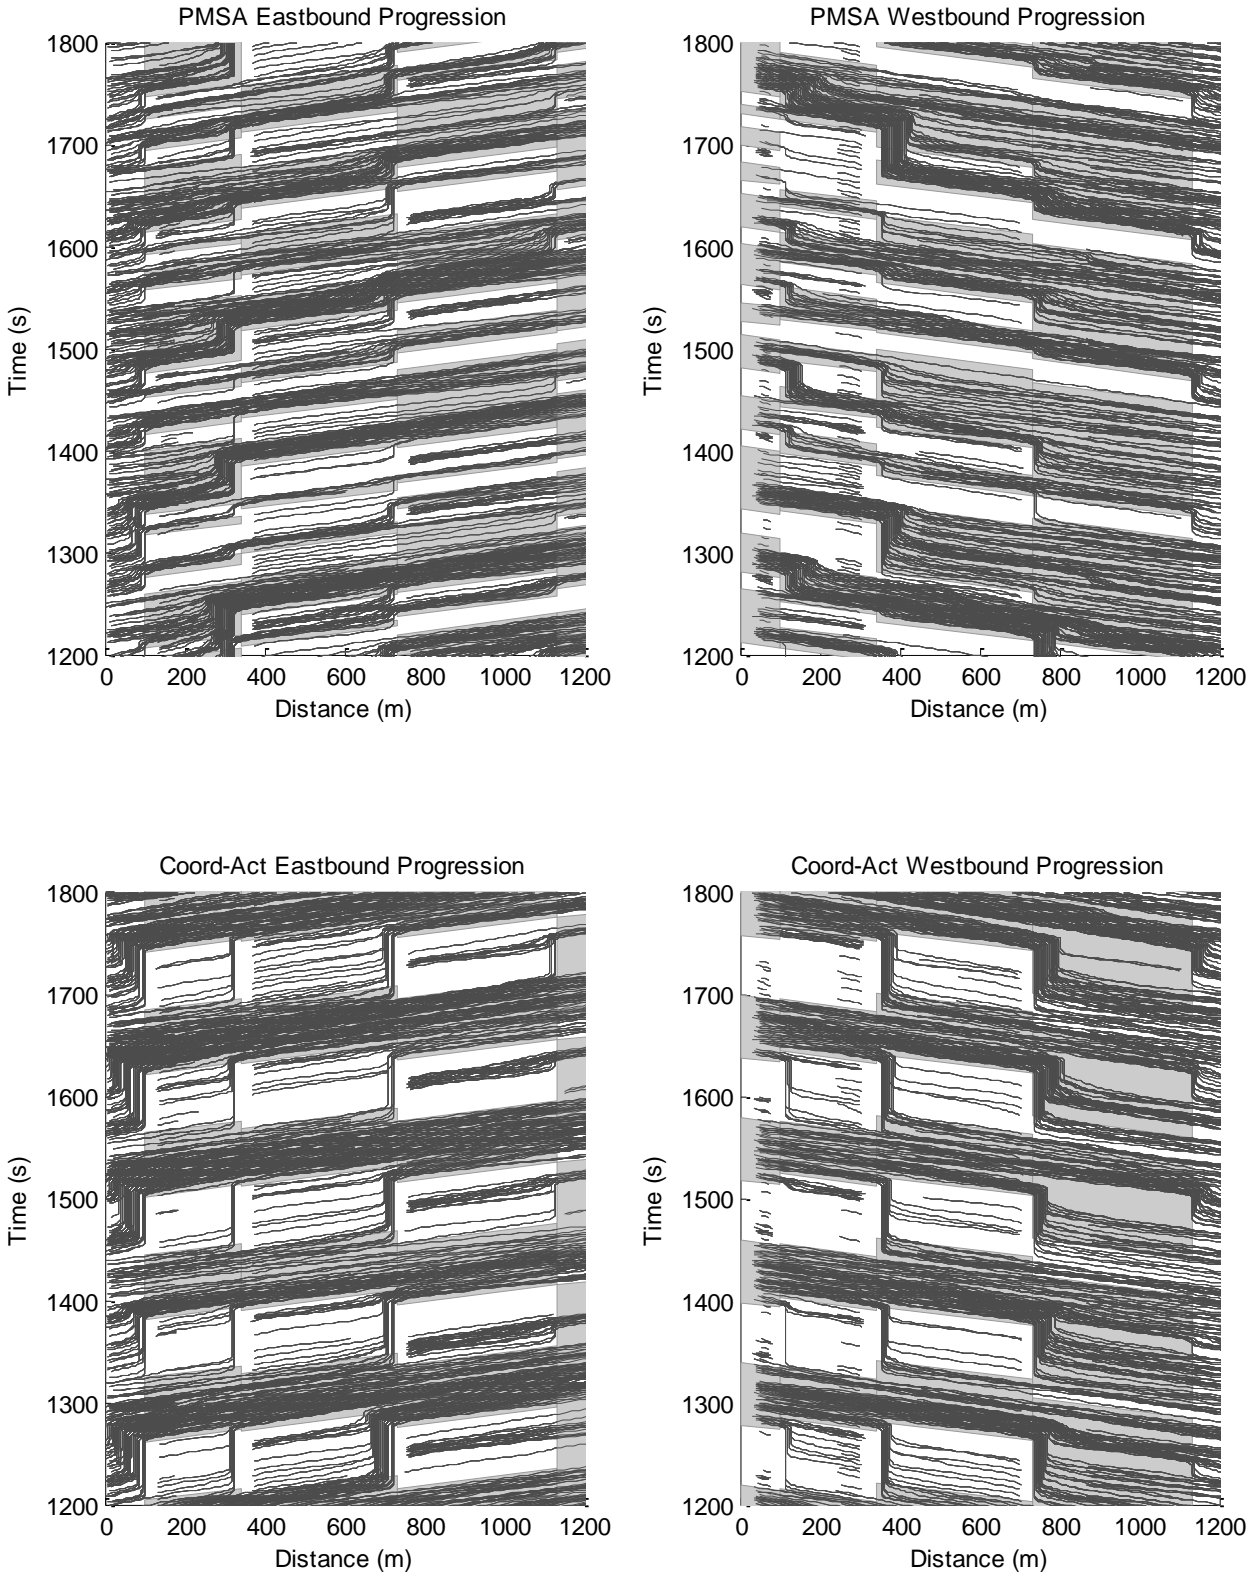 PMSA Eastbound Progression
1800
1700
1600
1500
1400
1300
1200
Time (s)
0 200 400 600 800 1000 1200
Distance (m)
PMSA Westbound Progression
1800
1700
1600
1500
1400
1300
1200
Time (s)
0 200 400 600 800 1000 1200
Distance (m)
Coord-Act Eastbound Progression
1800
1700
1600
1500
1400
1300
1200
Time (s)
0 200 400 600 800 1000 1200
Distance (m)
Coord-Act Westbound Progression
1800
1700
1600
1500
1400
1300
1200
Time (s)
0 200 400 600 800 1000 1200
Distance (m)